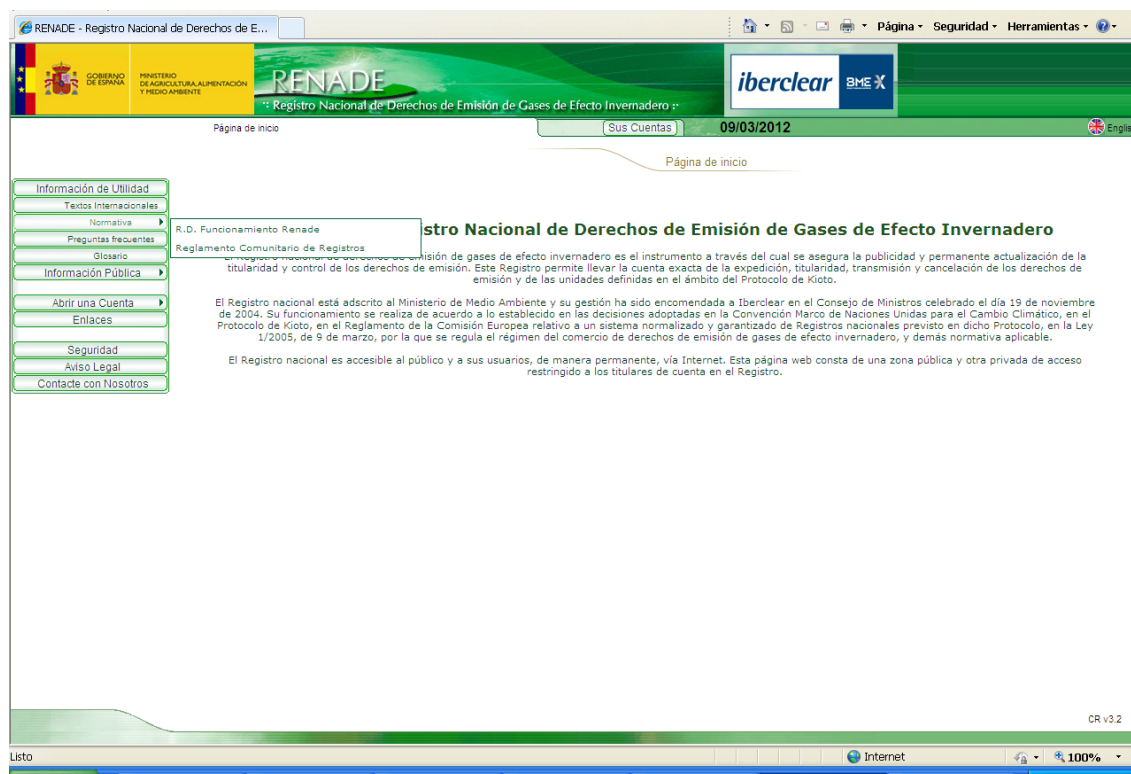 RENADE - Registro Nacional de Derechos de E...
Página
Seguridad
Herramientas
GOBIERNO
DE ESPAÑA
MINISTERIO
DE AGRICULTURA, ALIMENTACIÓN
Y MEDIO AMBIENTE
RENADE
·: Registro Nacional de Derechos de Emisión de Gases de Efecto Invernadero :·
iberclear
BME X
Página de inicio
Sus Cuentas
09/03/2012
Englis
Página de inicio
Información de Utilidad
Textos Internacionales
Normativa
Preguntas frecuentes
Glosario
Información Pública
Abrir una Cuenta
Enlaces
Seguridad
Aviso Legal
Contacte con Nosotros
R.D. Funcionamiento Renade
Reglamento Comunitario de Registros
istro Nacional de Derechos de Emisión de Gases de Efecto Invernadero
El Registro nacional de derechos de emisión de gases de efecto invernadero es el instrumento a través del cual se asegura la publicidad y permanente actualización de la
titularidad y control de los derechos de emisión. Este Registro permite llevar la cuenta exacta de la expedición, titularidad, transmisión y cancelación de los derechos de
emisión y de las unidades definidas en el ámbito del Protocolo de Kioto.
El Registro nacional está adscrito al Ministerio de Medio Ambiente y su gestión ha sido encomendada a Iberclear en el Consejo de Ministros celebrado el día 19 de noviembre
de 2004. Su funcionamiento se realiza de acuerdo a lo establecido en las decisiones adoptadas en la Convención Marco de Naciones Unidas para el Cambio Climático, en el
Protocolo de Kioto, en el Reglamento de la Comisión Europea relativo a un sistema normalizado y garantizado de Registros nacionales previsto en dicho Protocolo, en la Ley
1/2005, de 9 de marzo, por la que se regula el régimen del comercio de derechos de emisión de gases de efecto invernadero, y demás normativa aplicable.
El Registro nacional es accesible al público y a sus usuarios, de manera permanente, vía Internet. Esta página web consta de una zona pública y otra privada de acceso
restringido a los titulares de cuenta en el Registro.
CR v3.2
Listo
Internet
100%